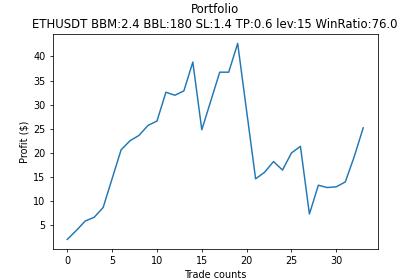 Portfolio
ETHUSDT BBM:2.4 BBL:180 SL:1.4 TP:0.6 lev:15 WinRatio:76.0
40
35
30
25
20
15
10
5
Profit ($)
0 5 10 15 20 25 30
Trade counts